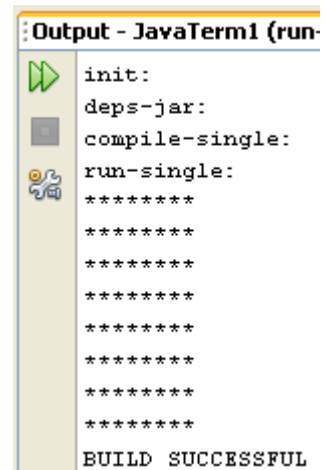 Output - JavaTerm1 (run-
init:
deps-jar:
compile-single:
run-single:
********
********
********
********
********
********
********
********
BUILD SUCCESSFUL